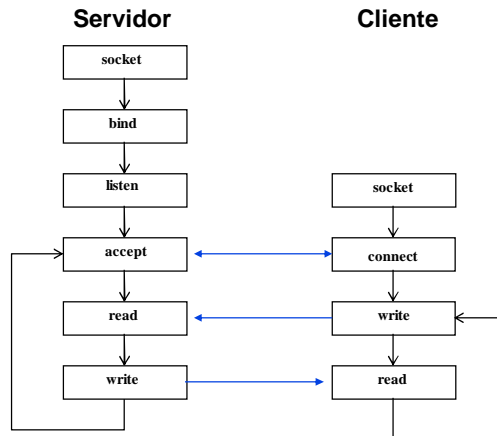 Servidor
Cliente
socket
bind
listen
socket
accept
connect
read
write
write
read